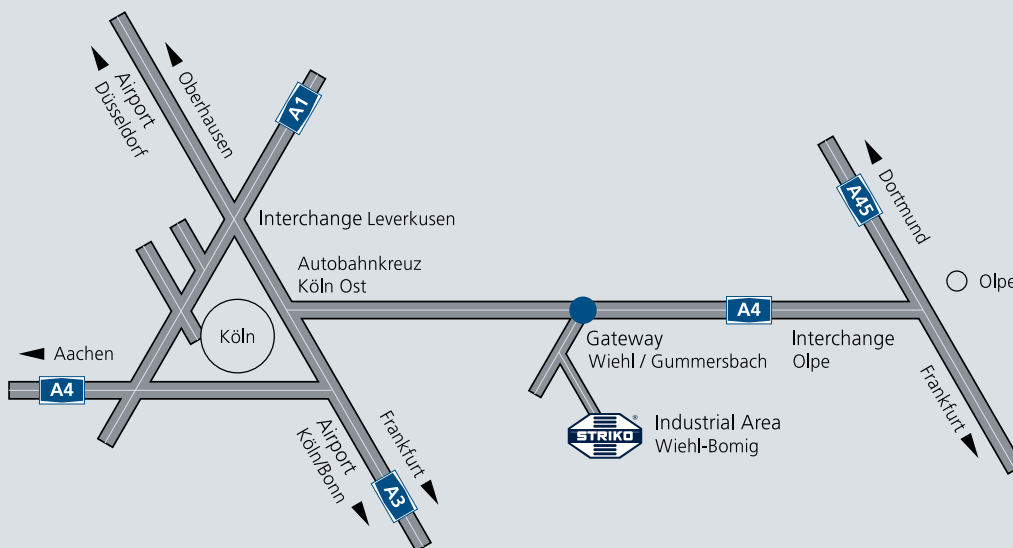 Airport
Düsseldorf
Oberhausen
A1
Interchange Leverkusen
Autobahnkreuz
Köln Ost
Köln
Aachen
A4
Airport
Köln/Bonn
Frankfurt
A3
Gateway
Wiehl / Gummersbach
A4
Interchange
Olpe
A45
Dortmund
Olpe
Frankfurt
STRIKO®
Industrial Area
Wiehl-Bomig